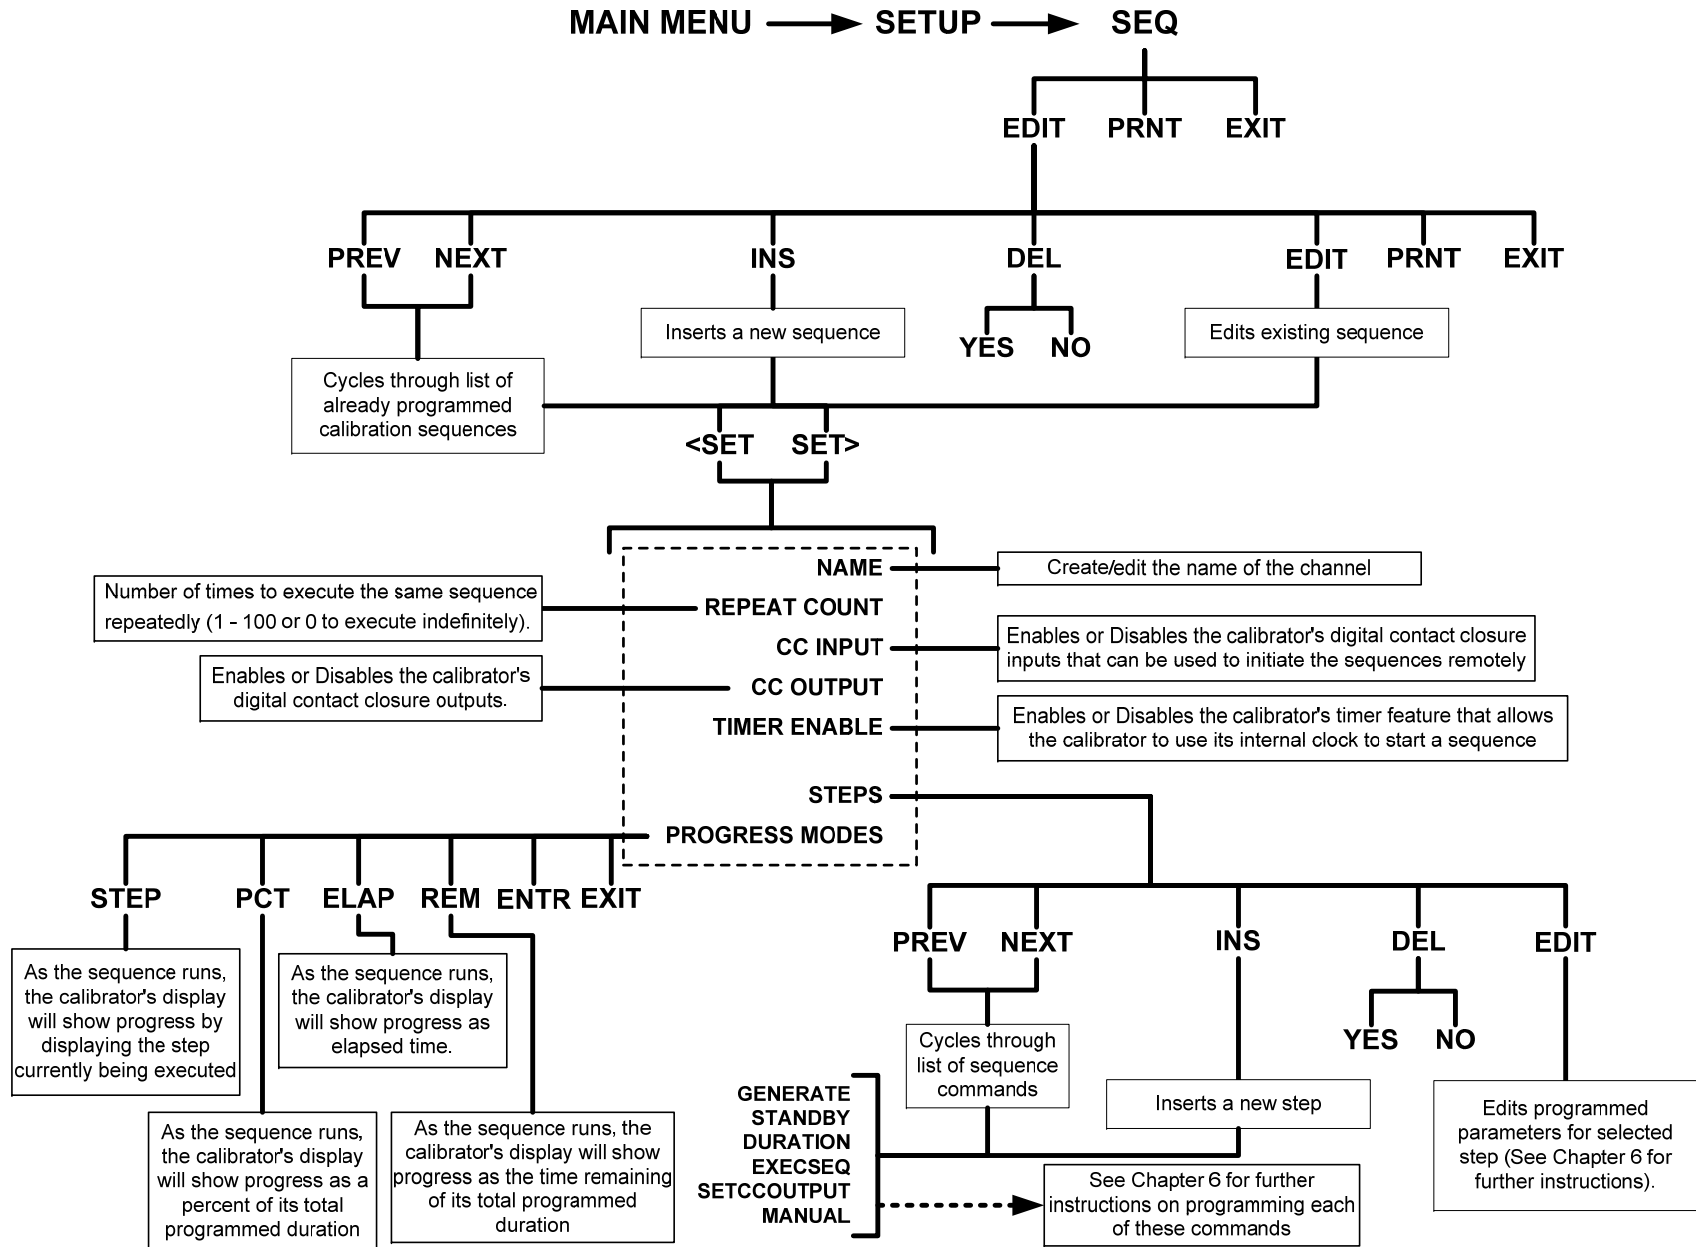 MAIN MENU SETUP SEQ
EDIT PRNT EXIT
PREV NEXT INS DEL EDIT PRNT EXIT
Inserts a new sequence
YES NO
Edits existing sequence
Cycles through list of
already programmed
calibration sequences
<SET SET>
NAME
Create/edit the name of the channel
Number of times to execute the same sequence
repeatedly (1 - 100 or 0 to execute indefinitely).
REPEAT COUNT
CC INPUT
Enables or Disables the calibrator's digital contact closure
inputs that can be used to initiate the sequences remotely
Enables or Disables the calibrator's
digital contact closure outputs.
CC OUTPUT
TIMER ENABLE
Enables or Disables the calibrator's timer feature that allows
the calibrator to use its internal clock to start a sequence
STEPS
PROGRESS MODES
STEP PCT ELAP REM ENTR EXIT
As the sequence runs,
the calibrator's display
will show progress by
displaying the step
currently being executed
As the sequence runs,
the calibrator's display
will show progress as
elapsed time.
As the sequence runs,
the calibrator's display
will show progress as a
percent of its total
programmed duration
As the sequence runs, the
calibrator's display will show
progress as the time remaining
of its total programmed
duration
PREV NEXT INS DEL EDIT
YES NO
Cycles through
list of sequence
commands
Inserts a new step
Edits programmed
parameters for selected
step (See Chapter 6 for
further instructions).
GENERATE
STANDBY
DURATION
EXECSEQ
SETCCOUTPUT
MANUAL
See Chapter 6 for further
instructions on programming each
of these commands